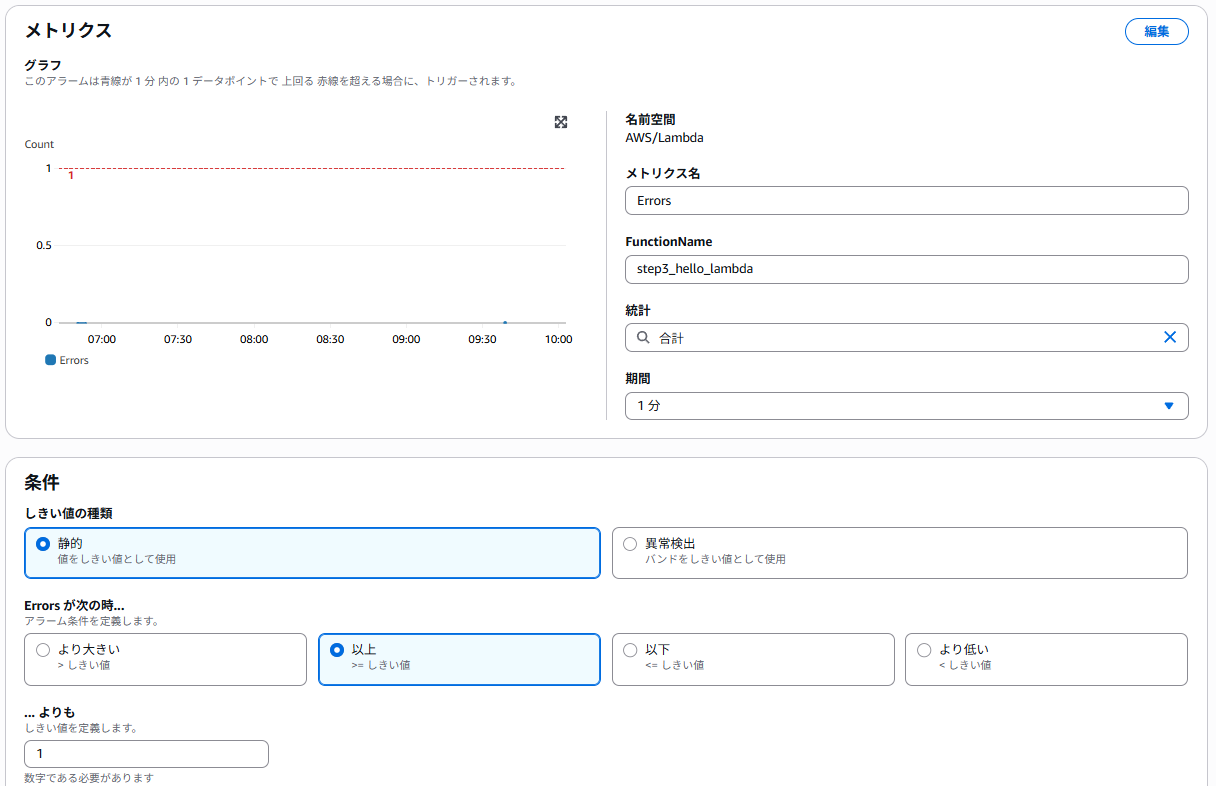 メトリクス
編集
グラフ
このアラームは青線が 1 分 内の 1 データポイントで 上回る 赤線を超える場合に、トリガーされます。
Count
1
1
0.5
0
07:00 07:30 08:00 08:30 09:00 09:30 10:00
Errors
名前空間
AWS/Lambda
メトリクス名
Errors
FunctionName
step3_hello_lambda
統計
合計
期間
1 分
条件
しきい値の種類
静的
値をしきい値として使用
異常検出
バンドをしきい値として使用
Errors が次の時...
アラーム条件を定義します。
より大きい
> しきい値
以上
>= しきい値
以下
<= しきい値
より低い
< しきい値
... よりも
しきい値を定義します。
1
数字である必要があります